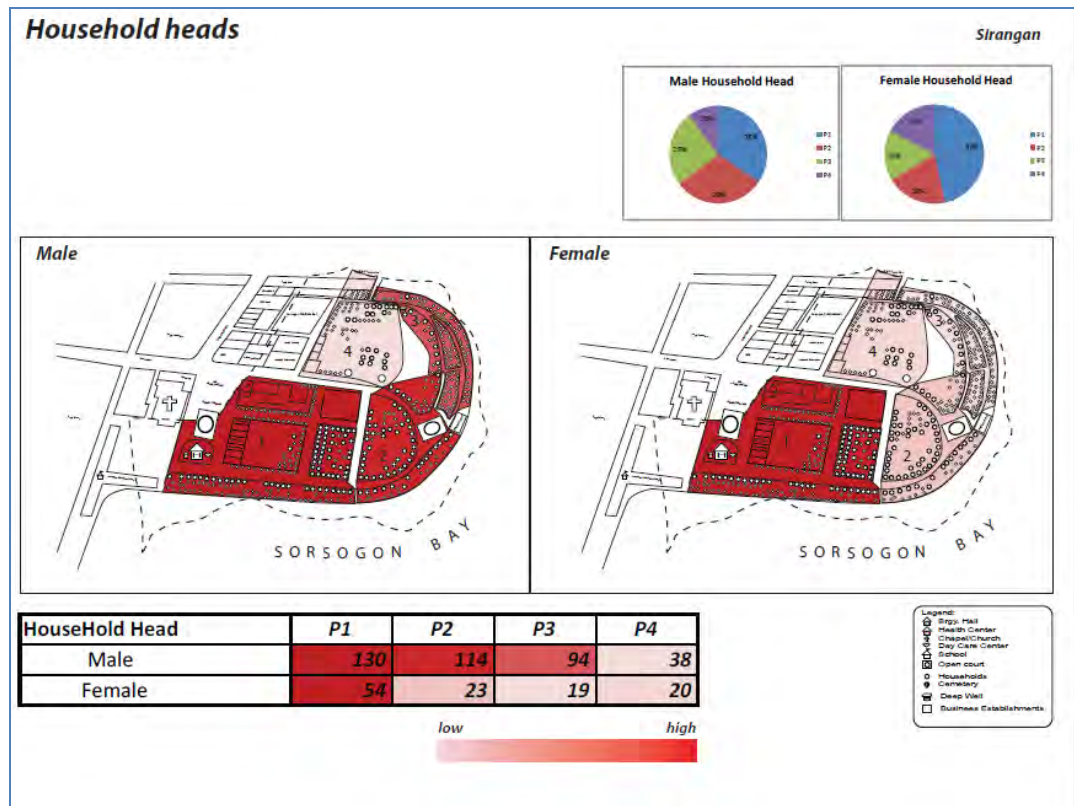 Household heads
Sirangan
Male Household Head
P1
P2
P3
P4
Female Household Head
P1
P2
P3
P4
Male
4
3
1
2
SORSOGON BAY
Female
4
3
1
2
SORSOGON BAY
HouseHold Head P1 P2 P3 P4
Male 130 114 94 38
Female 54 23 19 20
low high
Legend:
Brgy. Hall
Health Center
Chapel/Church
Day Care Center
School
Open court
Households
Cemetery
Deep Well
Business Establishments